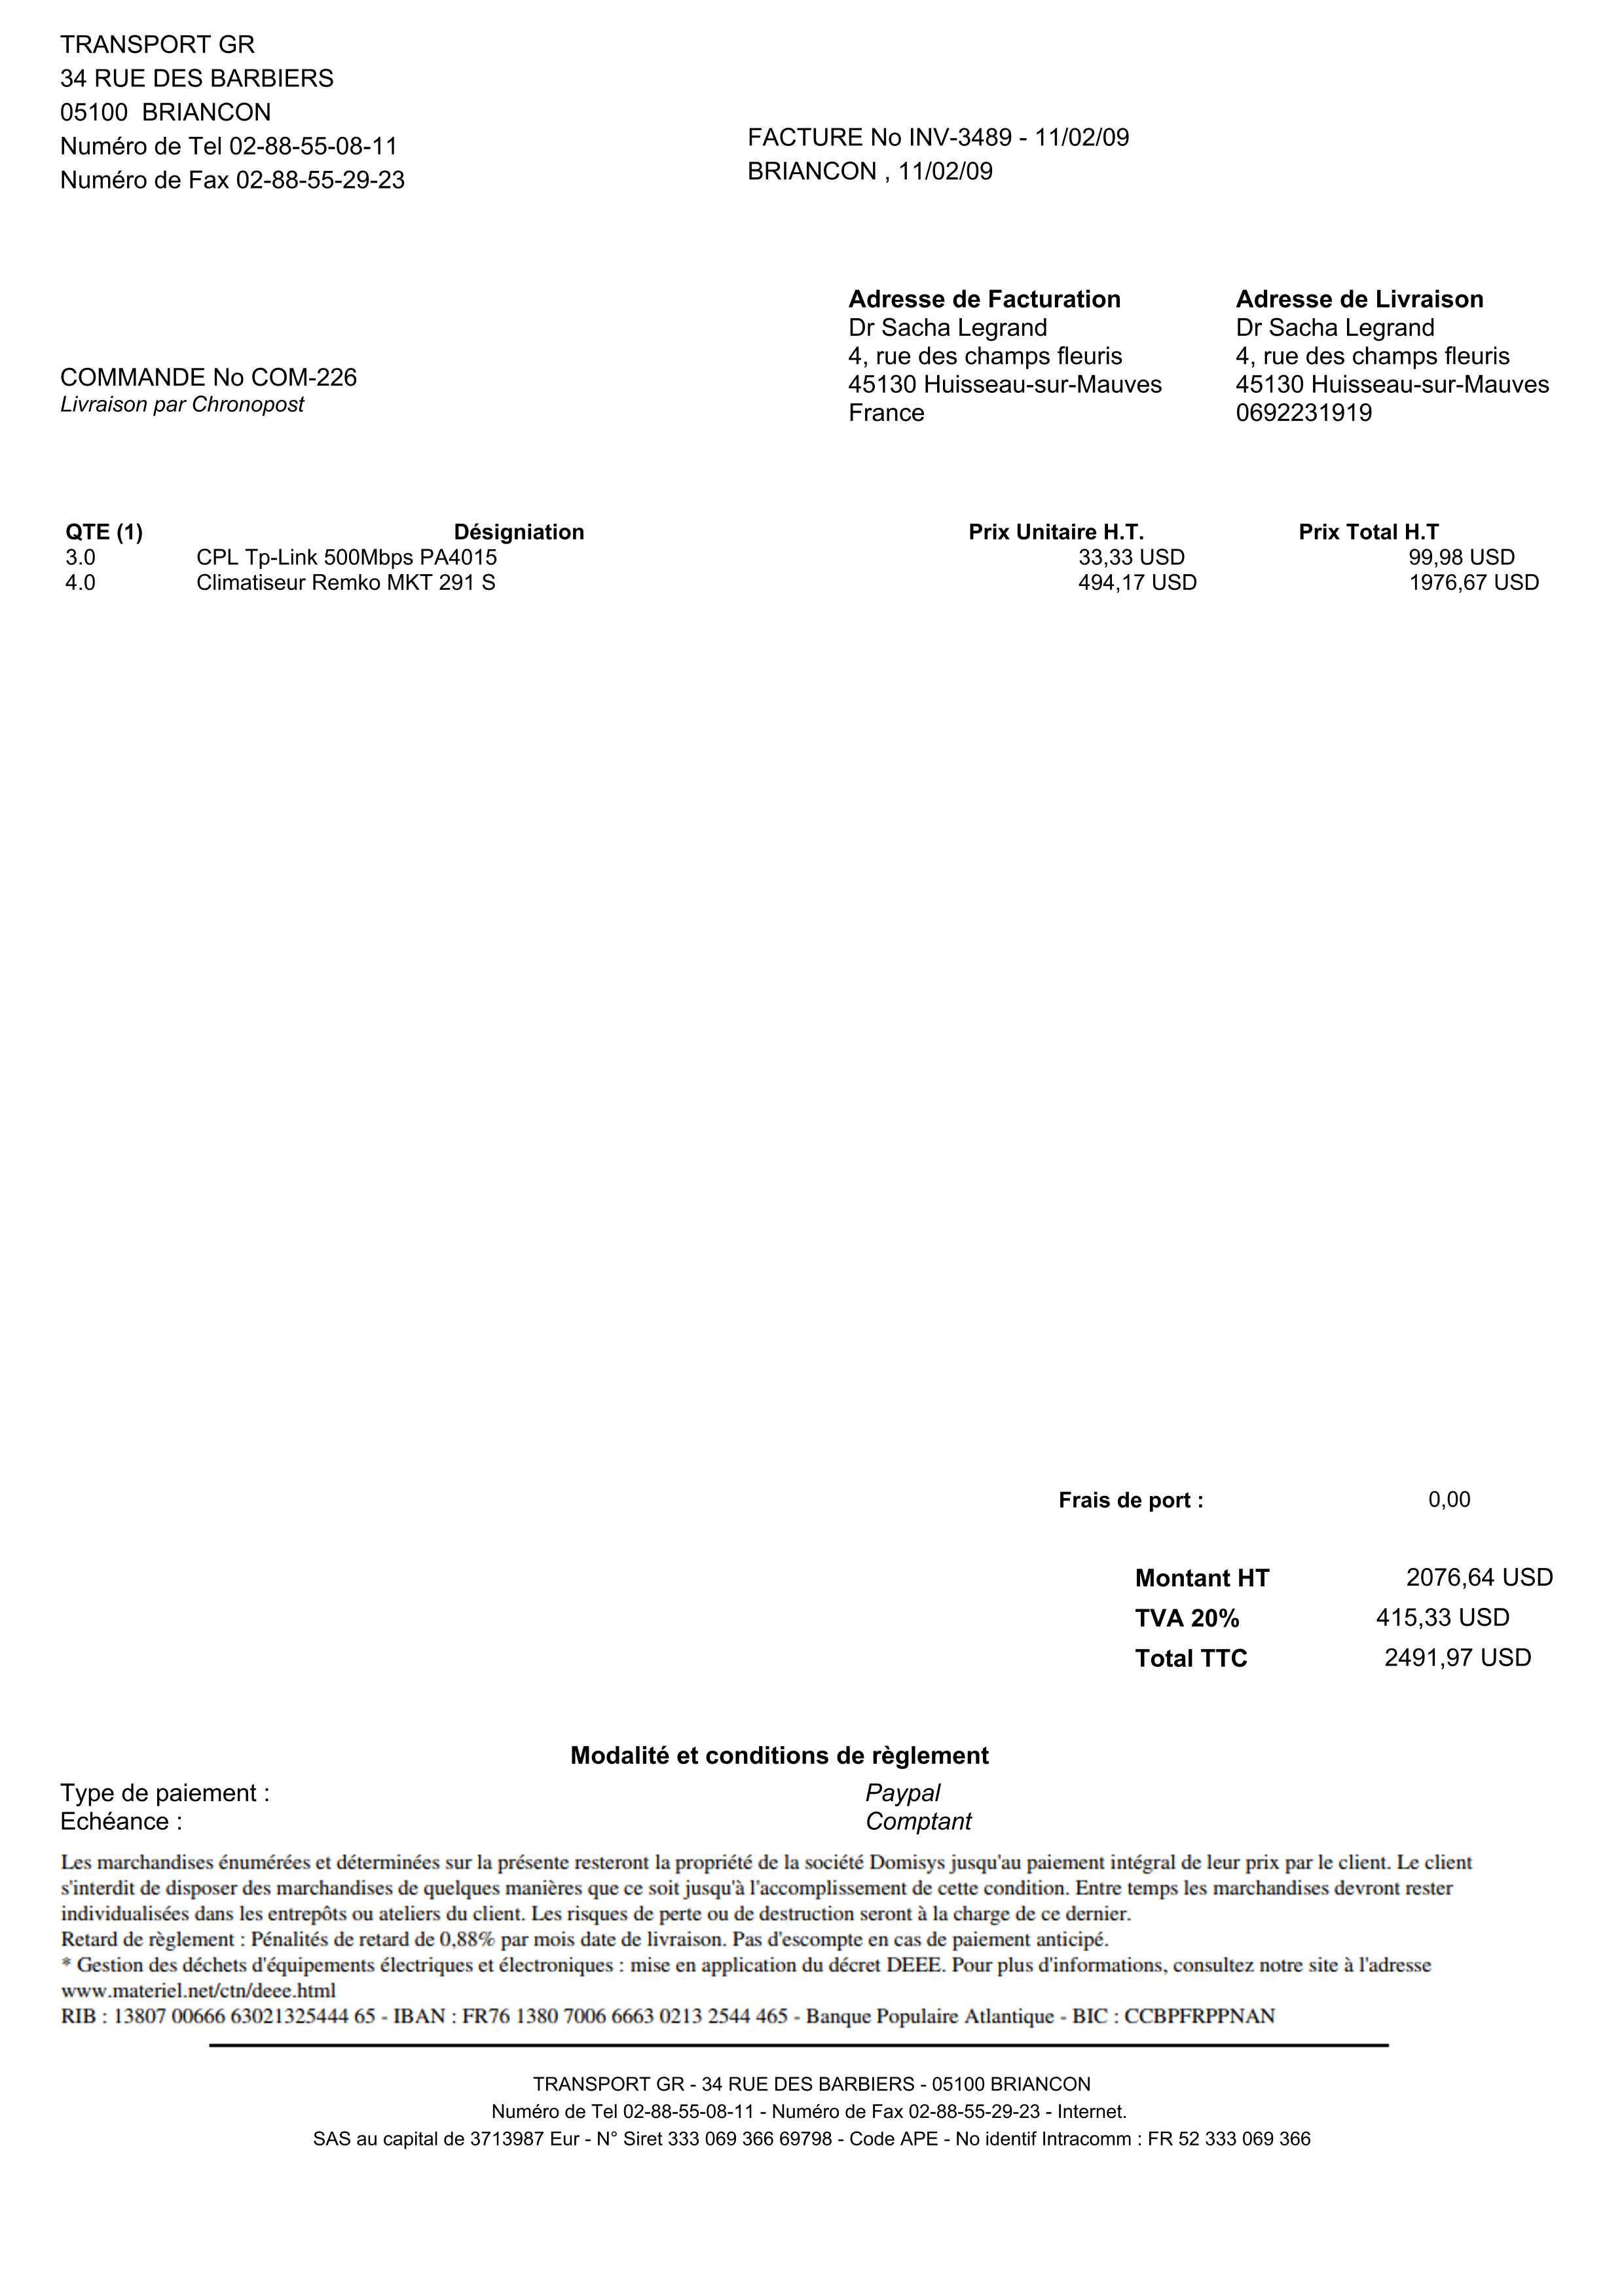 TRANSPORT GR
34 RUE DES BARBIERS
05100  BRIANCON
Numéro de Tel 02-88-55-08-11
Numéro de Fax 02-88-55-29-23
FACTURE No INV-3489 - 11/02/09
BRIANCON , 11/02/09
COMMANDE No COM-226
Livraison par Chronopost
Adresse de Facturation
Dr Sacha Legrand
4, rue des champs fleuris
45130 Huisseau-sur-Mauves
France
Adresse de Livraison
Dr Sacha Legrand
4, rue des champs fleuris
45130 Huisseau-sur-Mauves
0692231919
QTE (1) Désigniation Prix Unitaire H.T. Prix Total H.T
3.0 CPL Tp-Link 500Mbps PA4015 33,33 USD 99,98 USD
4.0 Climatiseur Remko MKT 291 S 494,17 USD 1976,67 USD
Frais de port : 0,00
Montant HT 2076,64 USD
TVA 20% 415,33 USD
Total TTC 2491,97 USD
Modalité et conditions de règlement
Type de paiement : Paypal
Echéance : Comptant
Les marchandises énumérées et déterminées sur la présente resteront la propriété de la société Domisys jusqu'au paiement intégral de leur prix par le client. Le client
s'interdit de disposer des marchandises de quelques manières que ce soit jusqu'à l'accomplissement de cette condition. Entre temps les marchandises devront rester
individualisées dans les entrepôts ou ateliers du client. Les risques de perte ou de destruction seront à la charge de ce dernier.
Retard de règlement : Pénalités de retard de 0,88% par mois date de livraison. Pas d'escompte en cas de paiement anticipé.
* Gestion des déchets d'équipements électriques et électroniques : mise en application du décret DEEE. Pour plus d'informations, consultez notre site à l'adresse
www.materiel.net/ctn/deee.html
RIB : 13807 00666 63021325444 65 - IBAN : FR76 1380 7006 6663 0213 2544 465 - Banque Populaire Atlantique - BIC : CCBPFRPPNAN
TRANSPORT GR - 34 RUE DES BARBIERS - 05100 BRIANCON
Numéro de Tel 02-88-55-08-11 - Numéro de Fax 02-88-55-29-23 - Internet.
SAS au capital de 3713987 Eur - N° Siret 333 069 366 69798 - Code APE - No identif Intracomm : FR 52 333 069 366